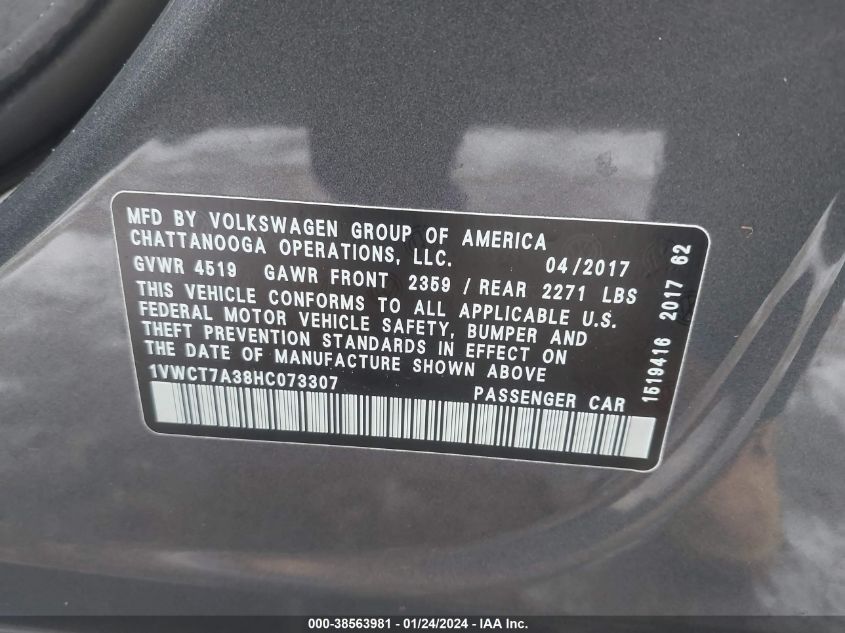 MFD BY VOLKSWAGEN GROUP OF AMERICA
CHATTANOOGA OPERATIONS, LLC. 04/2017
GVWR 4519 GAWR FRONT 2359 / REAR 2271 LBS
THIS VEHICLE CONFORMS TO ALL APPLICABLE U.S.
FEDERAL MOTOR VEHICLE SAFETY, BUMPER AND
THEFT PREVENTION STANDARDS IN EFFECT ON
THE DATE OF MANUFACTURE SHOWN ABOVE
1VWCT7A38HC073307 PASSENGER CAR
1619416 2017 62
000-38563981 - 01/24/2024 - IAA Inc.